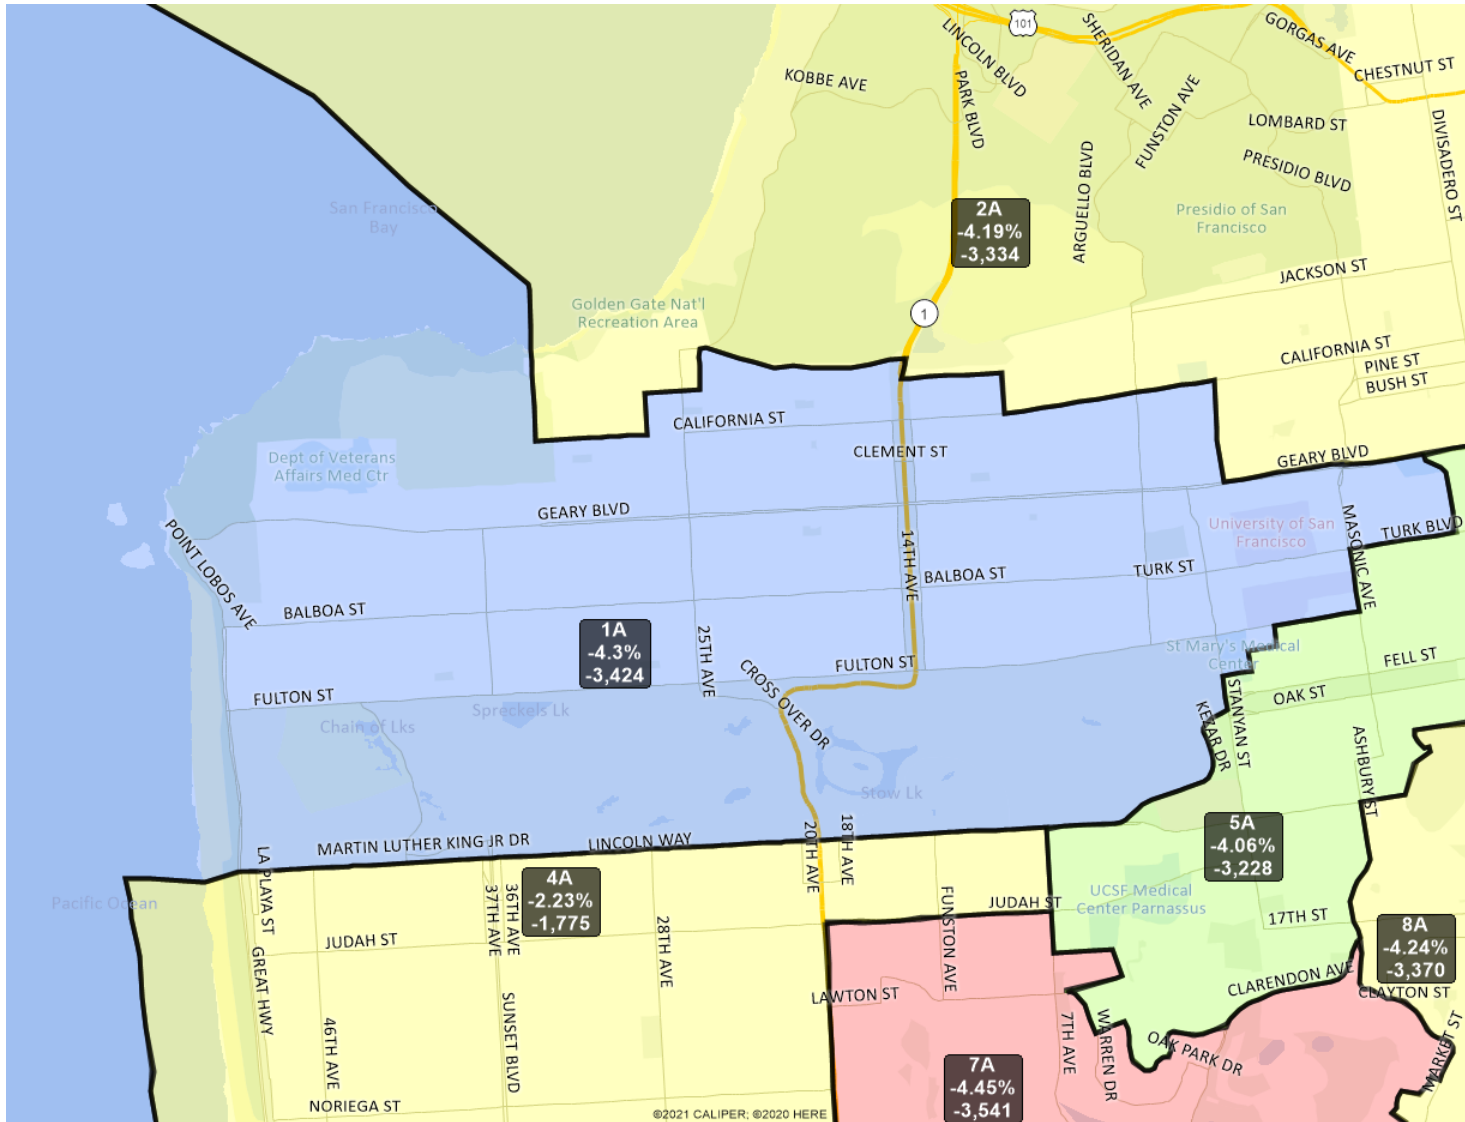 101
GORGAS AVE
LINCOLN BLVD
SHERIDAN AVE
CHESTNUT ST
KOBBE AVE
PARK BLVD
FUNSTON AVE
LOMBARD ST
DIVISADERO ST
PRESIDIO BLVD
ARGUELLO BLVD
San Francisco
Bay
2A
-4.19%
-3,334
Presidio of San
Francisco
JACKSON ST
Golden Gate Nat'l
Recreation Area
1
CALIFORNIA ST
PINE ST
BUSH ST
CALIFORNIA ST
CLEMENT ST
GEARY BLVD
Dept of Veterans
Affairs Med Ctr
GEARY BLVD
POINT LOBOS AVE
University of San
Francisco
MASONIC AVE
TURK BLVD
14TH AVE
BALBOA ST
TURK ST
BALBOA ST
1A
-4.3%
-3,424
25TH AVE
CROSS OVER DR
FULTON ST
St Mary's Medical
Center
FELL ST
FULTON ST
Chain of Lks
Spreckels Lk
STANYAN ST
KEZAR DR
OAK ST
ASHBURY ST
Stow Lk
MARTIN LUTHER KING JR DR
LINCOLN WAY
20TH AVE
18TH AVE
5A
-4.06%
-3,228
LA PLAYA ST
4A
-2.23%
-1,775
37TH AVE
36TH AVE
Pacific Ocean
UCSF Medical
Center Parnassus
JUDAH ST
17TH ST
FUNSTON AVE
28TH AVE
JUDAH ST
8A
-4.24%
-3,370
GREAT HWY
CLARENDON AVE
CLAYTON ST
LAWTON ST
SUNSET BLVD
46TH AVE
7TH AVE
WARREN DR
OAK PARK DR
MARKET ST
7A
-4.45%
-3,541
NORIEGA ST
©2021 CALIPER; ©2020 HERE